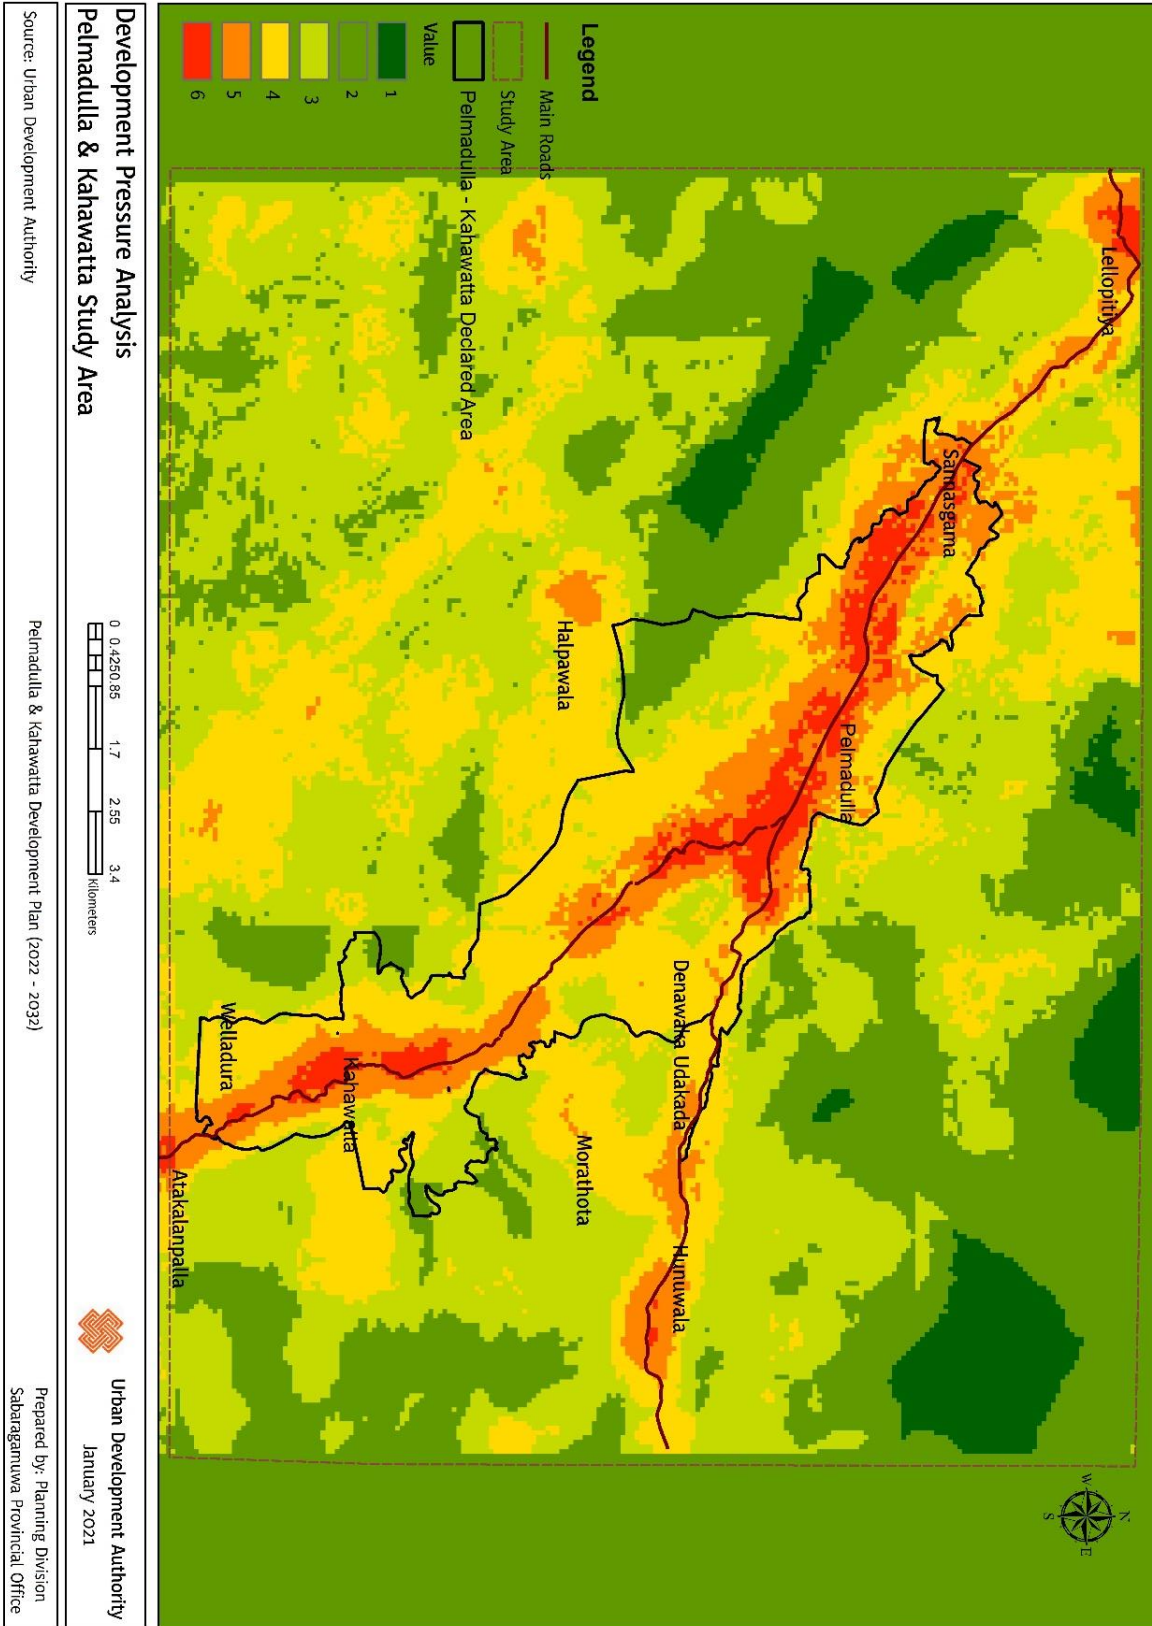 Legend
Main Roads
Study Area
Pelmadulla - Kahawatta Declared Area
Value
1
2
3
4
5
6
Lellopitiya
Sannasgama
Pelmadulla
Halpawala
Denawaka Udakada
Hunuwala
Morathota
Kahawatta
Welladura
Atakalanpalla
N
W
E
S
Development Pressure Analysis
Pelmadulla & Kahawatta Study Area
0 0.4250.85 1.7 2.55 3.4
Kilometers
Urban Development Authority
January 2021
Source: Urban Development Authority
Pelmadulla & Kahawatta Development Plan (2022 - 2032)
Prepared by: Planning Division
Sabaragamuwa Provincial Office